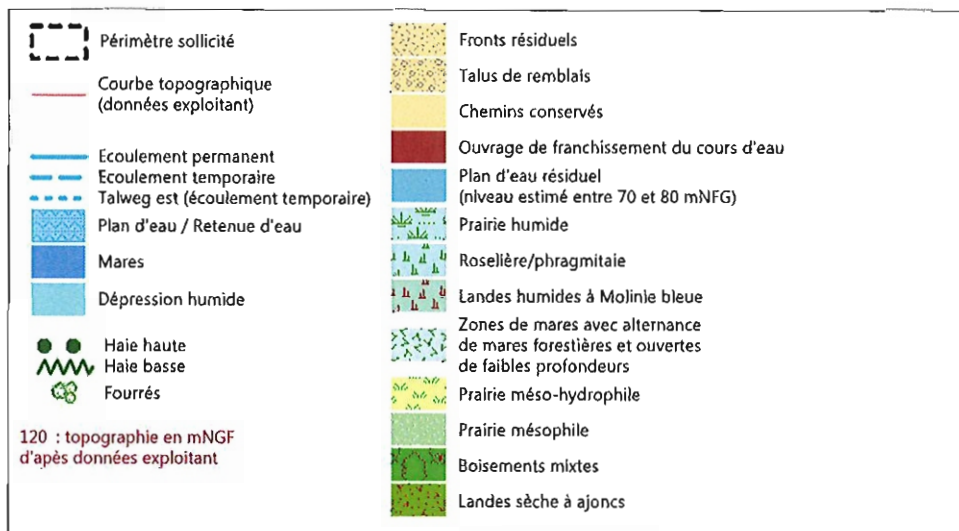 Périmètre sollicité
Courbe topographique
(données exploitant)
Ecoulement permanent
Ecoulement temporaire
Talweg est (écoulement temporaire)
Plan d'eau / Retenue d'eau
Mares
Dépression humide
Haie haute
Haie basse
Fourrés
120 : topographie en mNGF
d'apès données exploitant
Fronts résiduels
Talus de remblais
Chemins conservés
Ouvrage de franchissement du cours d'eau
Plan d'eau résiduel
(niveau estimé entre 70 et 80 mNFG)
Prairie humide
Roselière/phragmitaie
Landes humides à Molinie bleue
Zones de mares avec alternance
de mares forestières et ouvertes
de faibles profondeurs
Prairie méso-hydrophile
Prairie mésophile
Boisements mixtes
Landes sèche à ajoncs